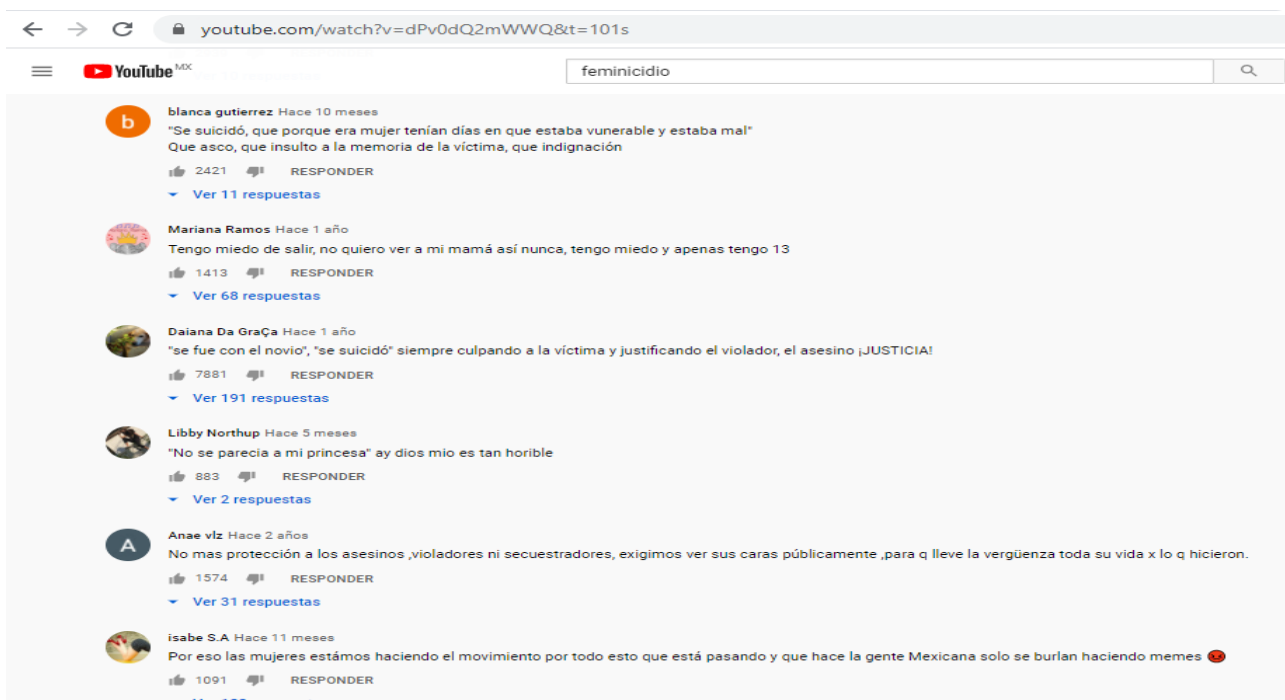 youtube.com/watch?v=dPv0dQ2mWWQ&t=101s
YouTube MX
feminicidio
b
blanca gutierrez Hace 10 meses
"Se suicidó, que porque era mujer tenían días en que estaba vunerable y estaba mal"
Que asco, que insulto a la memoria de la víctima, que indignación
2421 RESPONDER
Ver 11 respuestas
Mariana Ramos Hace 1 año
Tengo miedo de salir, no quiero ver a mi mamá así nunca, tengo miedo y apenas tengo 13
1413 RESPONDER
Ver 68 respuestas
Daiana Da GraÇa Hace 1 año
"se fue con el novio", "se suicidó" siempre culpando a la víctima y justificando el violador, el asesino ¡JUSTICIA!
7881 RESPONDER
Ver 191 respuestas
Libby Northup Hace 5 meses
"No se parecia a mi princesa" ay dios mio es tan horible
883 RESPONDER
Ver 2 respuestas
A
Anae vlz Hace 2 años
No mas protección a los asesinos ,violadores ni secuestradores, exigimos ver sus caras públicamente ,para q lleve la vergüenza toda su vida x lo q hicieron.
1574 RESPONDER
Ver 31 respuestas
isabe S.A Hace 11 meses
Por eso las mujeres estámos haciendo el movimiento por todo esto que está pasando y que hace la gente Mexicana solo se burlan haciendo memes 😡
1091 RESPONDER